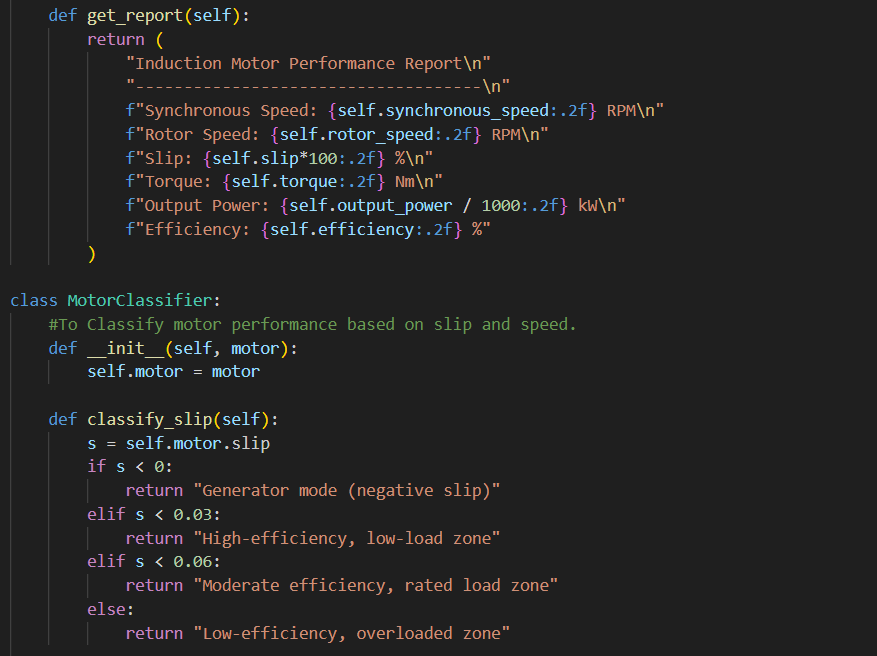 def get_report(self):
        return (
            "Induction Motor Performance Report\n"
            "------------------------------------\n"
            f"Synchronous Speed: {self.synchronous_speed:.2f} RPM\n"
            f"Rotor Speed: {self.rotor_speed:.2f} RPM\n"
            f"Slip: {self.slip*100:.2f} %\n"
            f"Torque: {self.torque:.2f} Nm\n"
            f"Output Power: {self.output_power / 1000:.2f} kW\n"
            f"Efficiency: {self.efficiency:.2f} %"
        )

class MotorClassifier:
    #To Classify motor performance based on slip and speed.
    def __init__(self, motor):
        self.motor = motor

    def classify_slip(self):
        s = self.motor.slip
        if s < 0:
            return "Generator mode (negative slip)"
        elif s < 0.03:
            return "High-efficiency, low-load zone"
        elif s < 0.06:
            return "Moderate efficiency, rated load zone"
        else:
            return "Low-efficiency, overloaded zone"